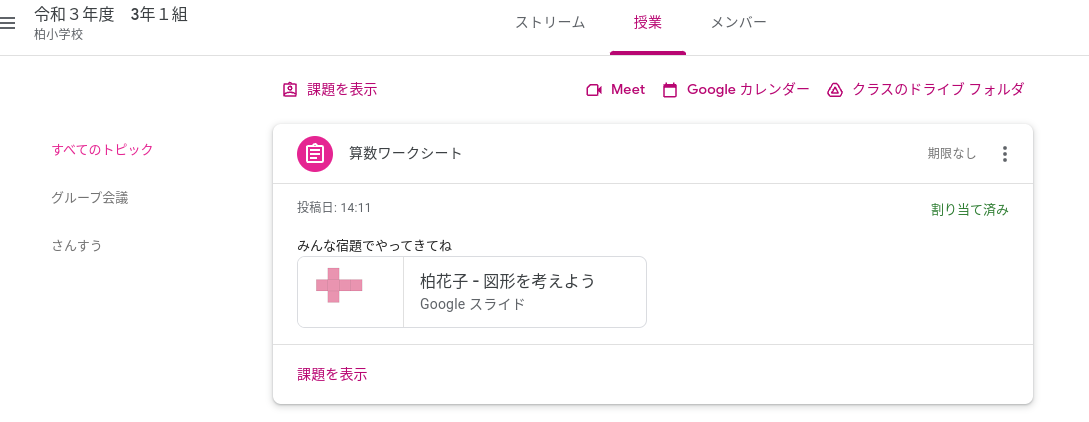 令和３年度　3年１組
柏小学校
ストリーム
授業
メンバー
課題を表示
Meet
Google カレンダー
クラスのドライブ フォルダ
すべてのトピック
グループ会議
さんすう
算数ワークシート
期限なし
投稿日: 14:11
割り当て済み
みんな宿題でやってきてね
柏花子 - 図形を考えよう
Google スライド
課題を表示